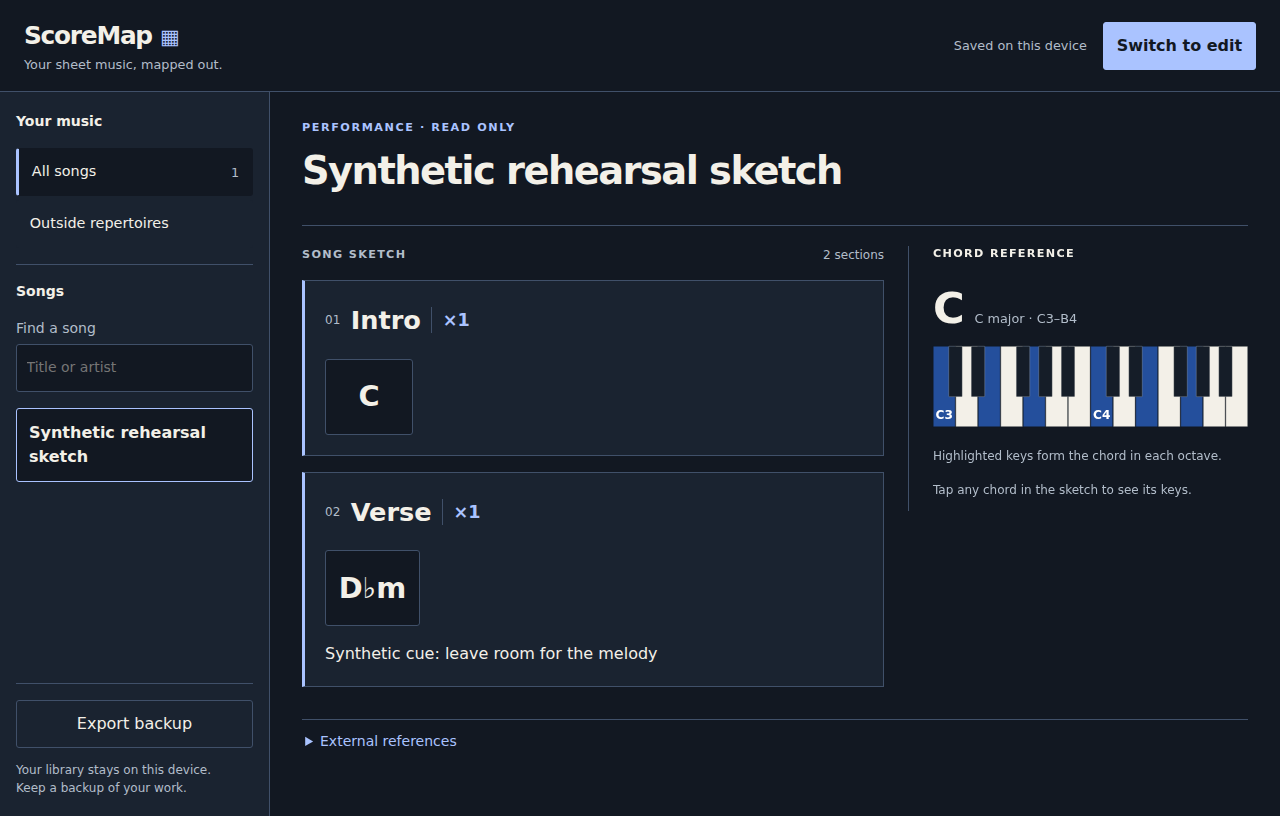 ScoreMap ▦
Your sheet music, mapped out.
Saved on this device
Switch to edit
Your music
All songs 1
Outside repertoires
Songs
Find a song
Title or artist
Synthetic rehearsal
sketch
Export backup
Your library stays on this device.
Keep a backup of your work.
PERFORMANCE · READ ONLY
Synthetic rehearsal sketch
SONG SKETCH
2 sections
01 Intro ×1
C
02 Verse ×1
D♭m
Synthetic cue: leave room for the melody
CHORD REFERENCE
C C major · C3–B4
C3 C4
Highlighted keys form the chord in each octave.
Tap any chord in the sketch to see its keys.
▶ External references